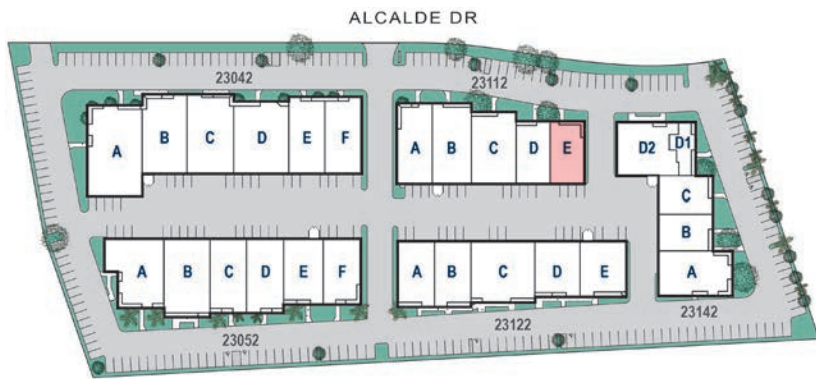 ALCALDE DR
23042
23112
A B C D E F
A B C D E
D2 D1
C
B
A
A B C D E F
A B C D E
23052
23122
23142